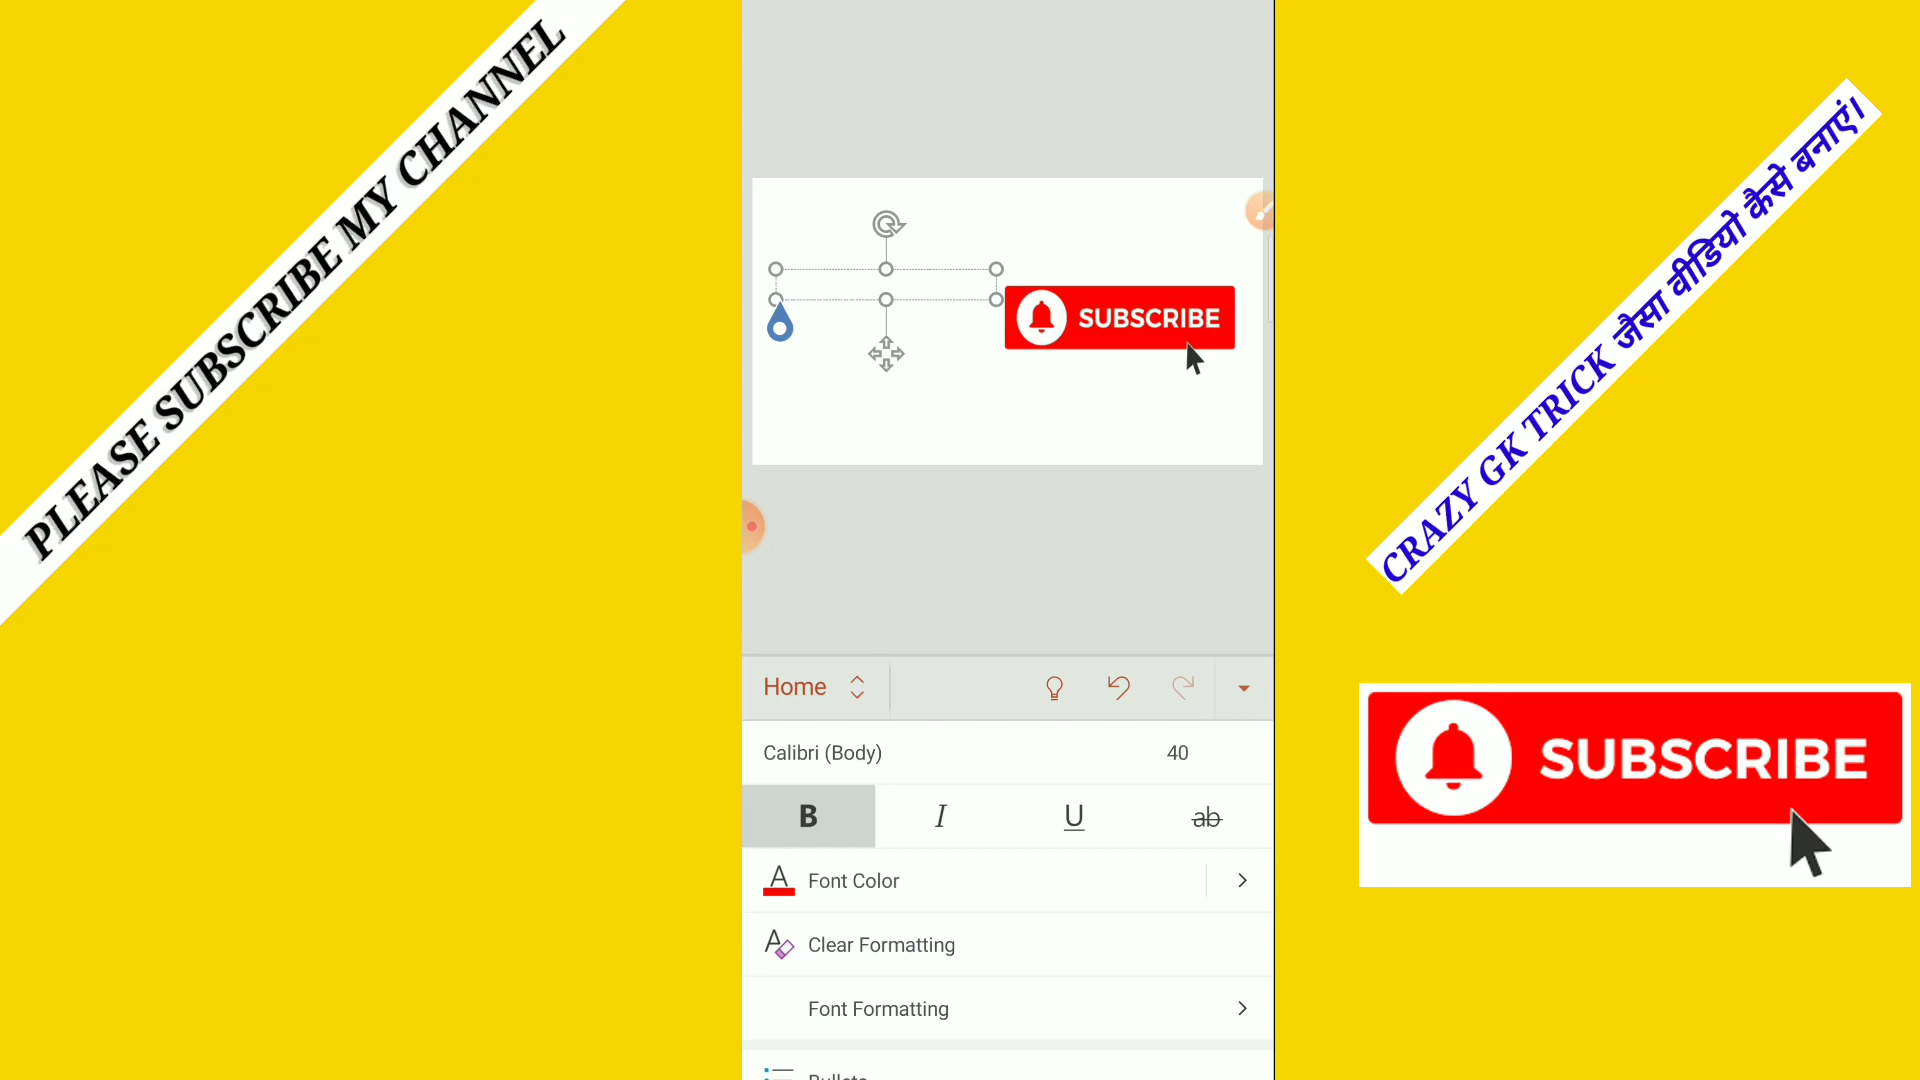 PLEASE SUBSCRIBE MY CHANNEL
SUBSCRIBE
Home
Calibri (Body) 40
B I U ab
A Font Color
A Clear Formatting
Font Formatting
Bullets
CRAZY GK TRICK जैसा वीडियो कैसे बनाएं।
SUBSCRIBE